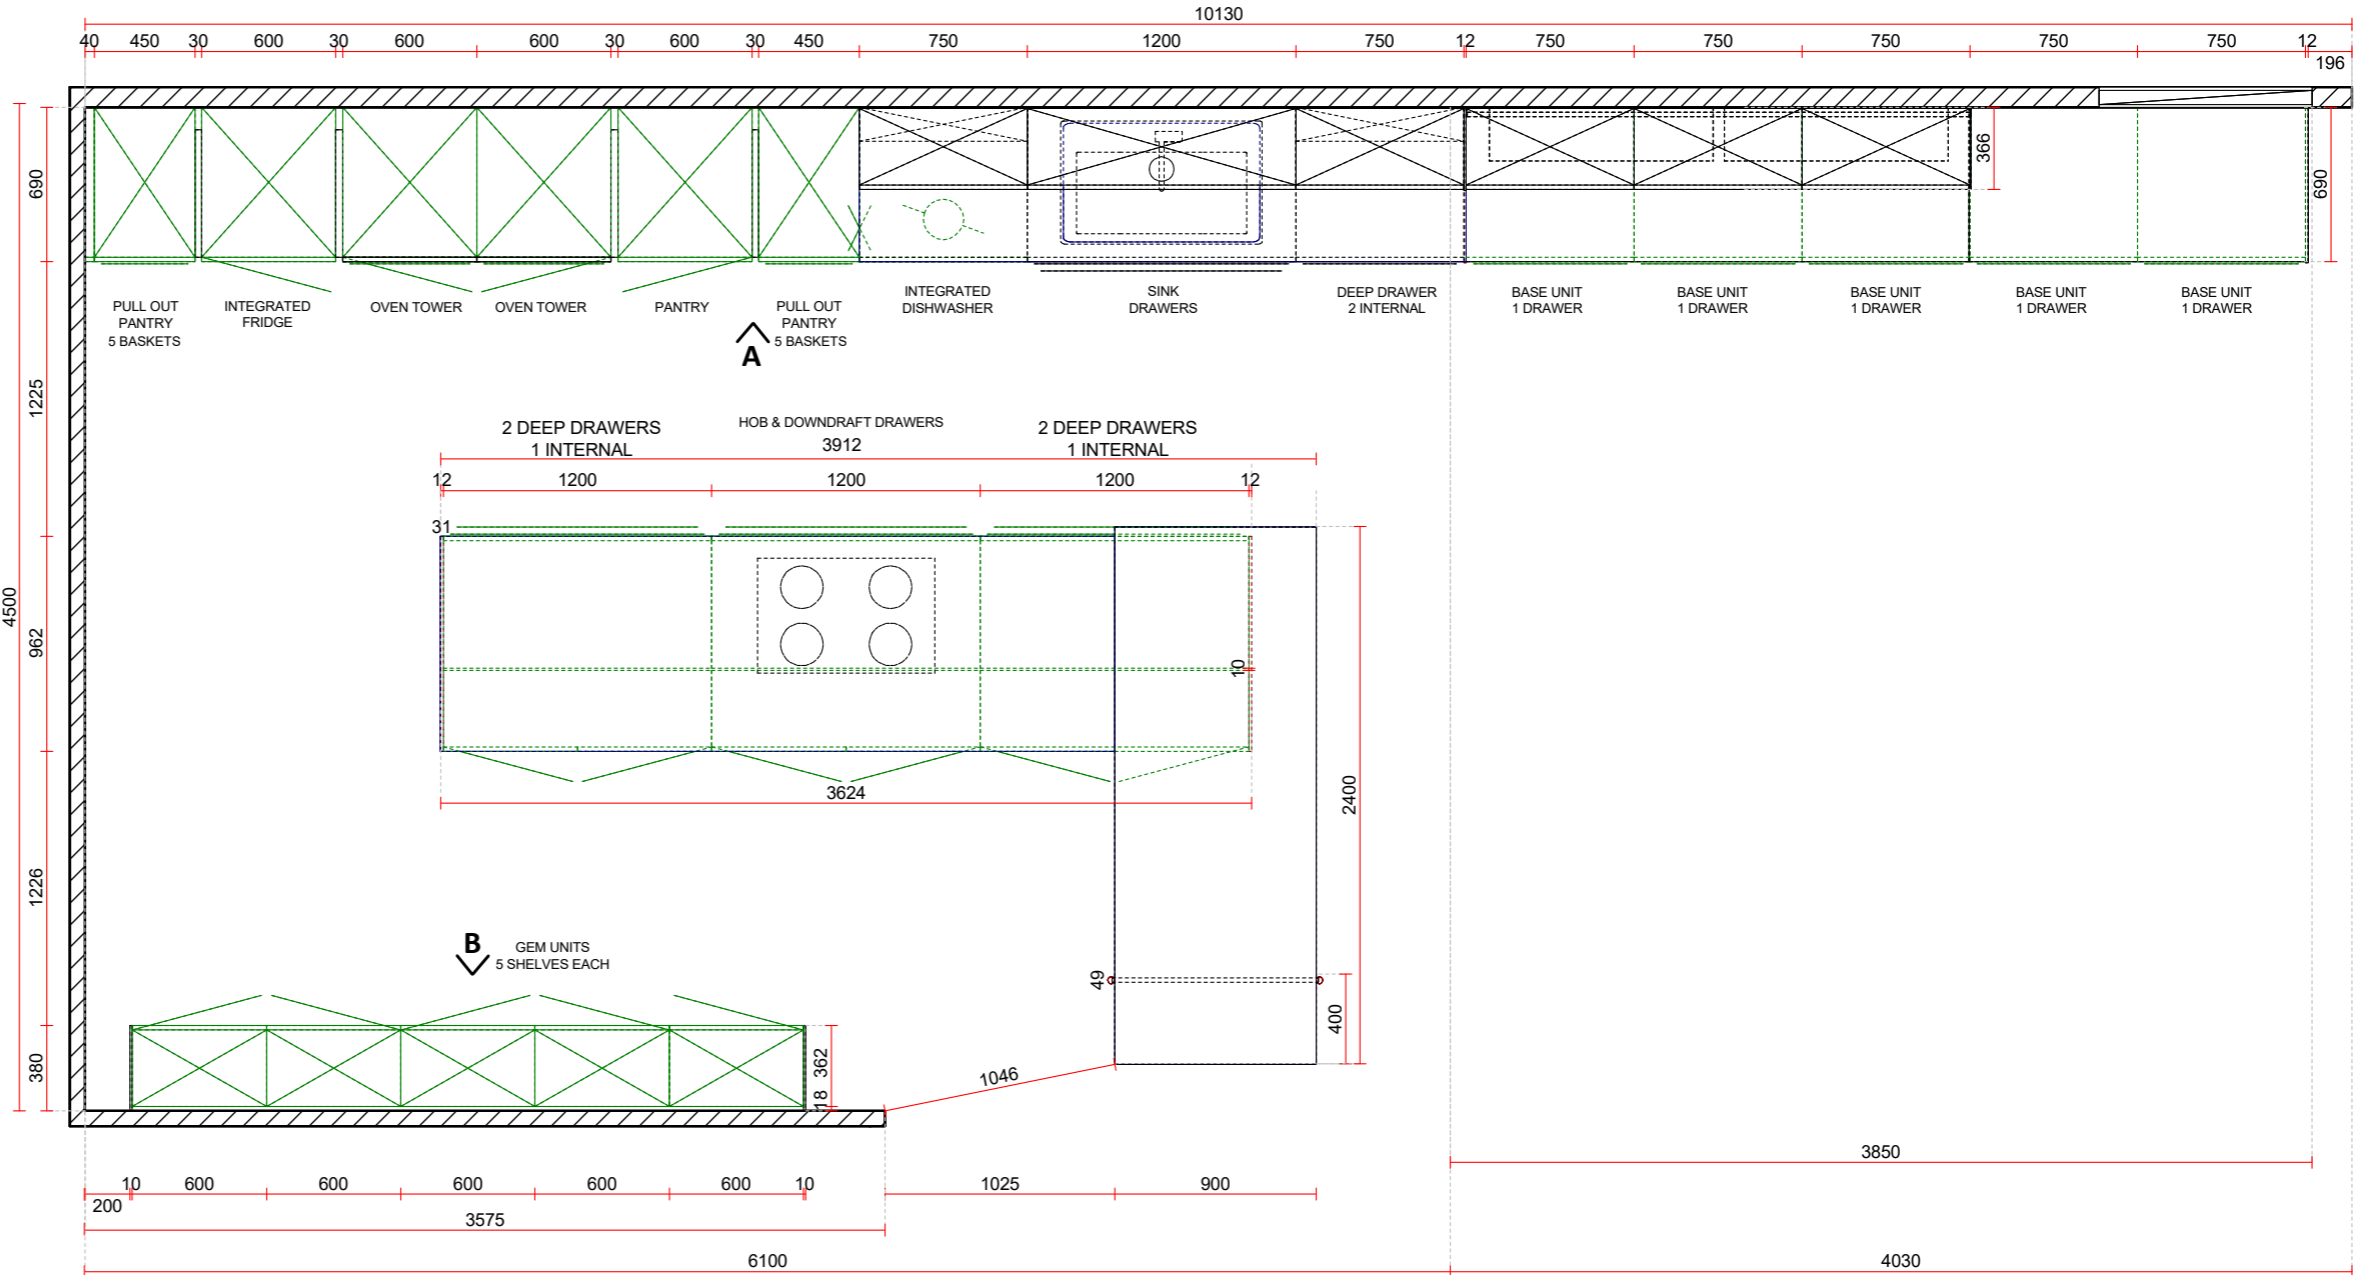 10130
40 450 30 600 30 600 600 30 600 30 450 750 1200 750 12 750 750 750 750 750 12
196
690
366
690
PULL OUT
PANTRY
5 BASKETS
INTEGRATED
FRIDGE
OVEN TOWER
OVEN TOWER
PANTRY
PULL OUT
PANTRY
5 BASKETS
INTEGRATED
DISHWASHER
SINK
DRAWERS
DEEP DRAWER
2 INTERNAL
BASE UNIT
1 DRAWER
BASE UNIT
1 DRAWER
BASE UNIT
1 DRAWER
BASE UNIT
1 DRAWER
BASE UNIT
1 DRAWER
A
1225
2 DEEP DRAWERS
1 INTERNAL
HOB & DOWNDRAFT DRAWERS
3912
2 DEEP DRAWERS
1 INTERNAL
12 1200 1200 1200 12
31
4500
962
10
3624
2400
1226
B
GEM UNITS
5 SHELVES EACH
49
400
380
362
18
1046
3850
10 600 600 600 600 600 10 1025 900
200
3575
6100 4030